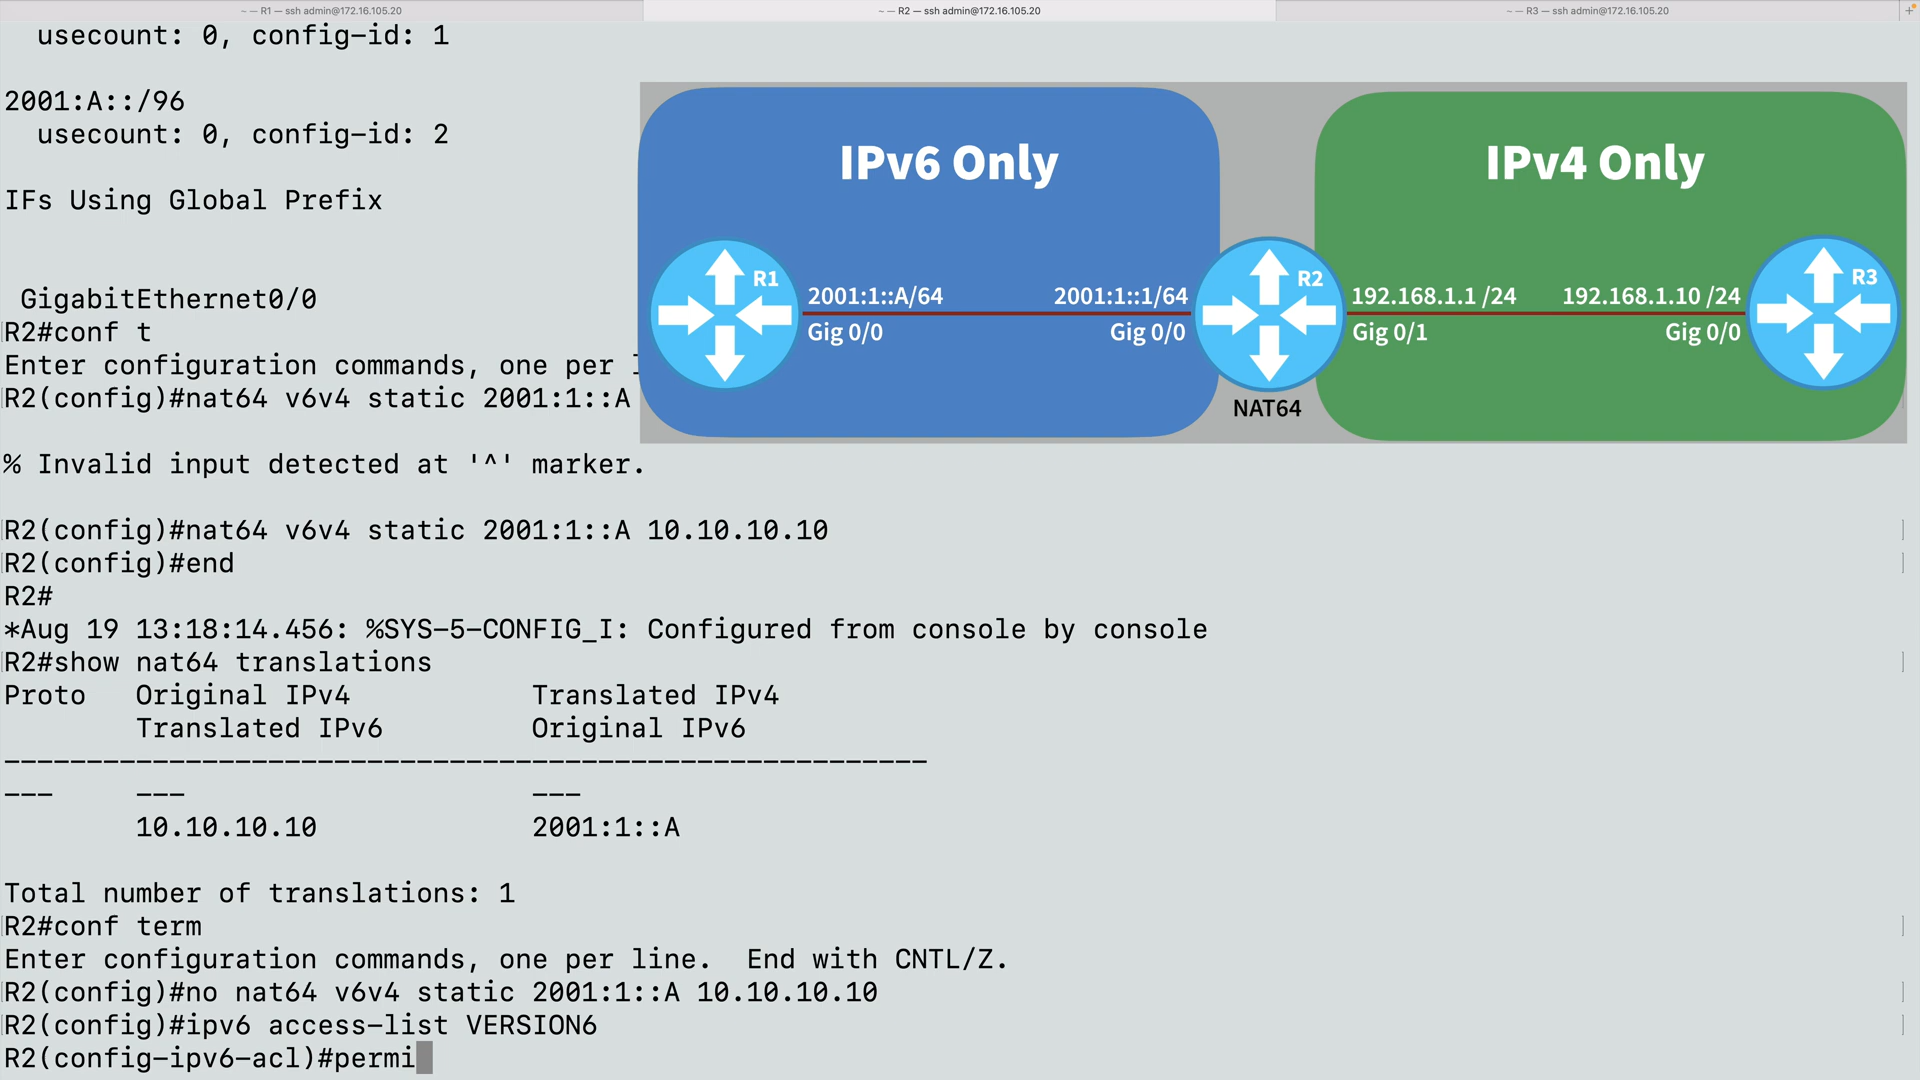 ~ — R1 — ssh admin@172.16.105.20
~ — R2 — ssh admin@172.16.105.20
~ — R3 — ssh admin@172.16.105.20
+
usecount: 0, config-id: 1
2001:A::/96
usecount: 0, config-id: 2
IFs Using Global Prefix
GigabitEthernet0/0
R2#conf t
Enter configuration commands, one per
R2(config)#nat64 v6v4 static 2001:1::A
% Invalid input detected at '^' marker.
R2(config)#nat64 v6v4 static 2001:1::A 10.10.10.10
R2(config)#end
R2#
*Aug 19 13:18:14.456: %SYS-5-CONFIG_I: Configured from console by console
R2#show nat64 translations
Proto Original IPv4 Translated IPv4
Translated IPv6 Original IPv6
----------------------------------------------------------------
--- --- ---
10.10.10.10 2001:1::A
Total number of translations: 1
R2#conf term
Enter configuration commands, one per line. End with CNTL/Z.
R2(config)#no nat64 v6v4 static 2001:1::A 10.10.10.10
R2(config)#ipv6 access-list VERSION6
R2(config-ipv6-acl)#permi
IPv6 Only
IPv4 Only
R1
R2
R3
2001:1::A/64
2001:1::1/64
192.168.1.1 /24
192.168.1.10 /24
Gig 0/0
Gig 0/0
Gig 0/1
Gig 0/0
NAT64